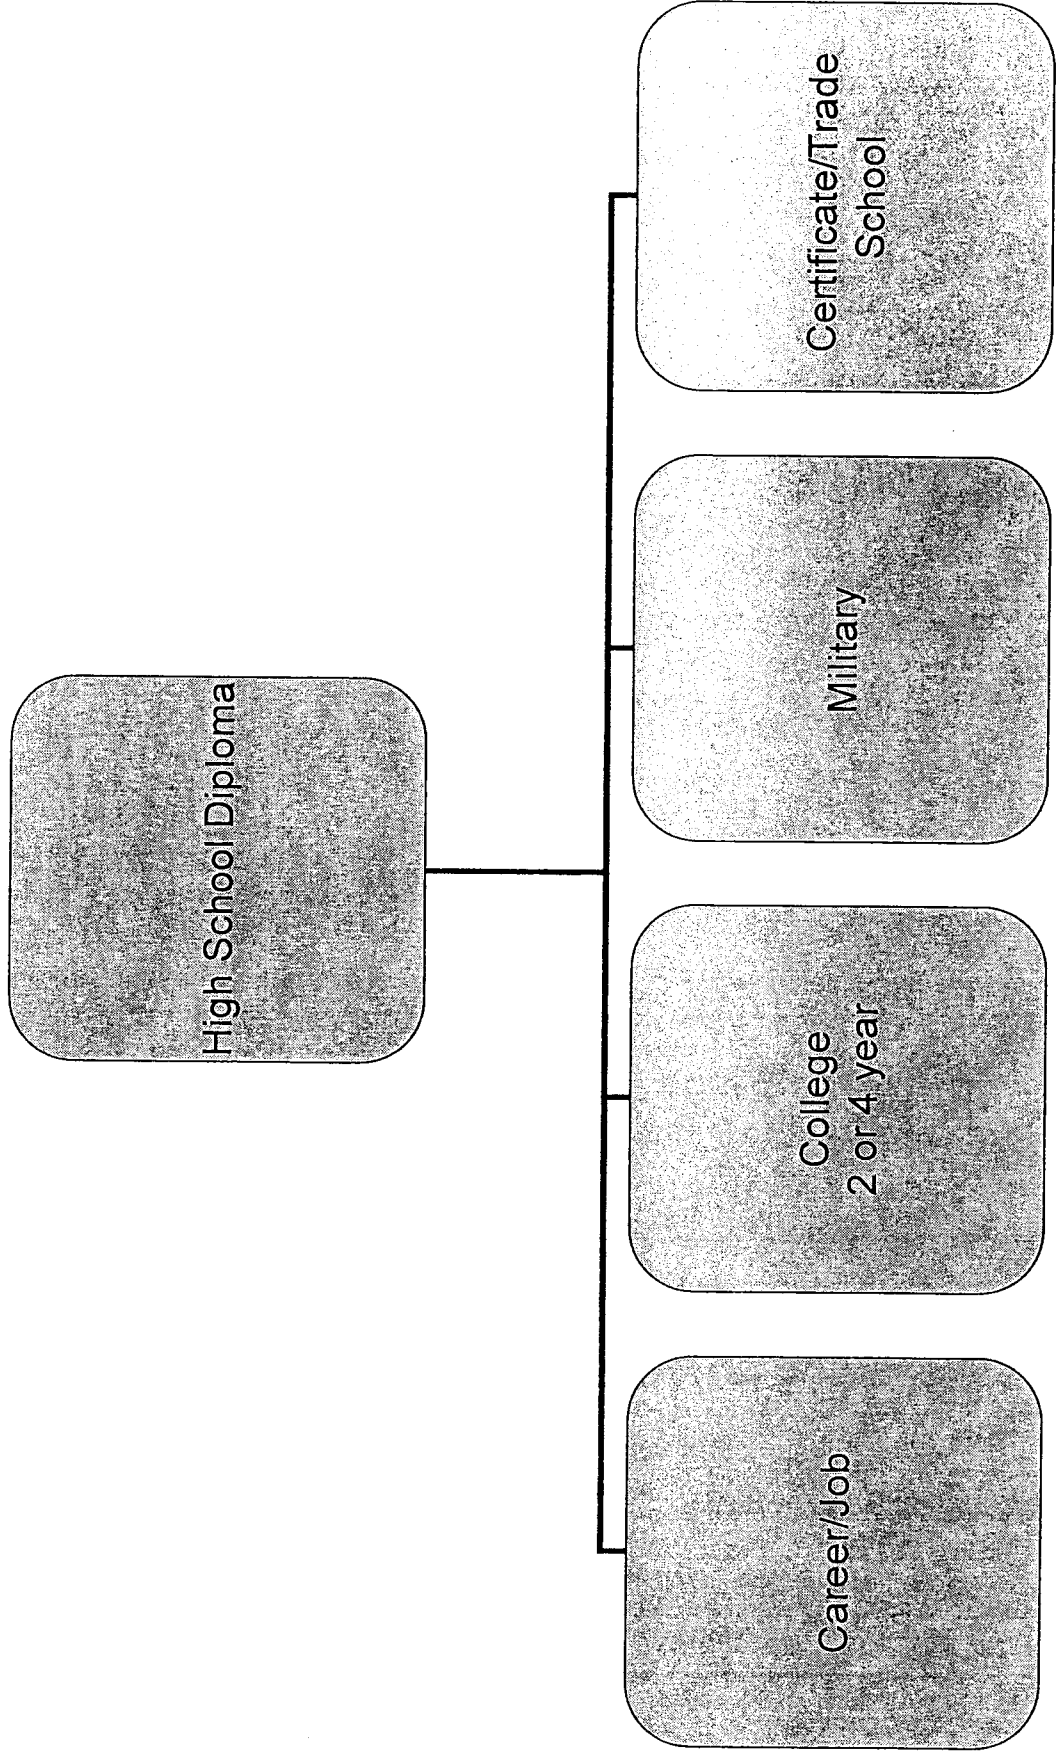 High School Diploma
Career/Job
College
2 or 4 year
Military
Certificate/Trade
School